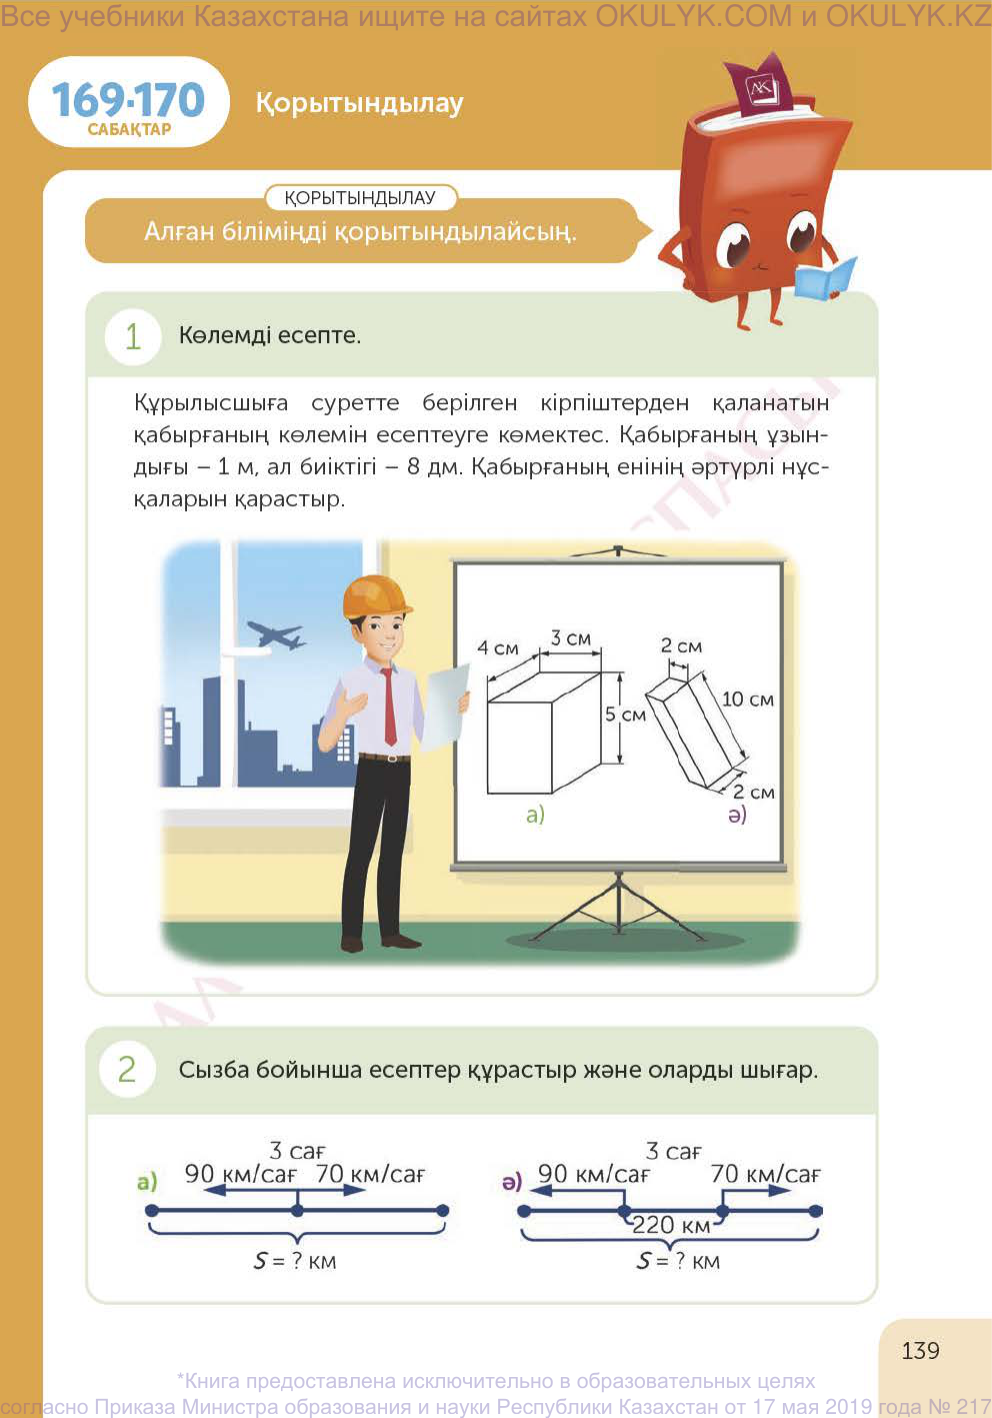 Все учебники Казахстана ищите на сайтах OKULYK.COM и OKULYK.KZ
169-170
САБАҚТАР
Қорытындылау
АК
ҚОРЫТЫНДЫЛАУ
Алған біліміңді қорытындылайсың.
1
Көлемді есепте.
Құрылысшыға суретте берілген кірпіштерден қаланатын
қабырғаның көлемін есептеуге көмектес. Қабырғаның ұзын-
дығы – 1 м, ал биіктігі – 8 дм. Қабырғаның енінің әртүрлі нұс-
қаларын қарастыр.
4 см
3 см
5 см
а)
2 см
10 см
2 см
ә)
2
Сызба бойынша есептер құрастыр және оларды шығар.
а)
3 сағ
90 км/сағ 70 км/сағ
S = ? км
ә)
3 сағ
90 км/сағ 70 км/сағ
220 км
S = ? км
139
*Книга предоставлена исключительно в образовательных целях
согласно Приказа Министра образования и науки Республики Казахстан от 17 мая 2019 года № 217